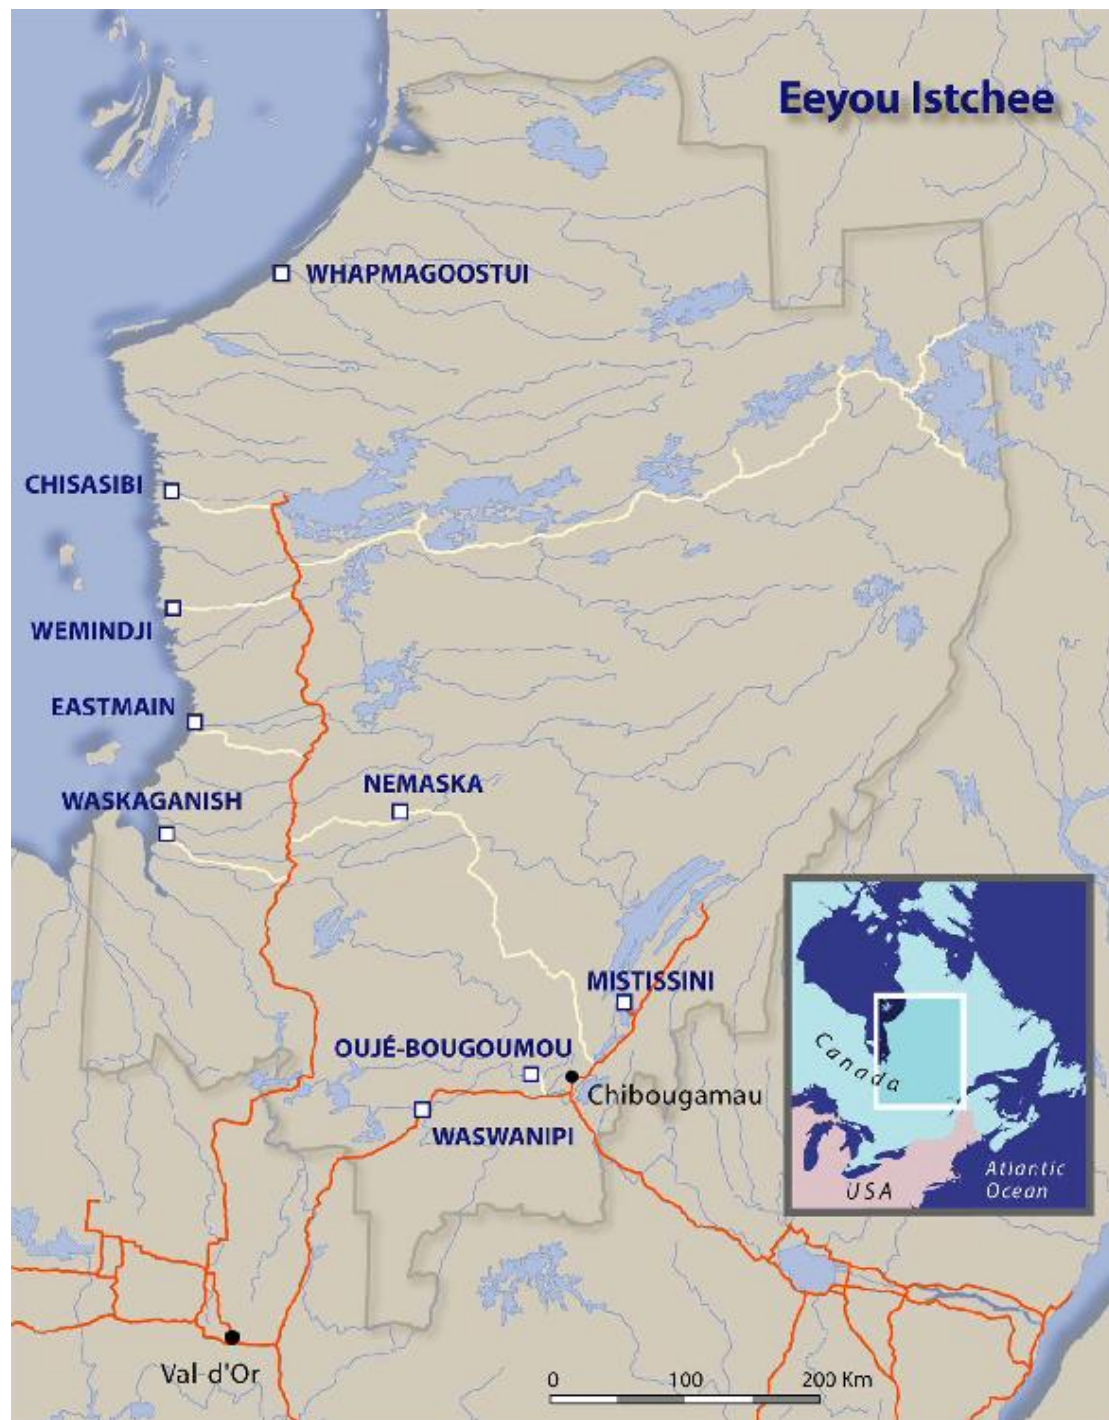 Eeyou Istchee
WHAPMAGOOSTUI
CHISASIBI
WEMINDJI
EASTMAIN
NEMASKA
WASKAGANISH
MISTISSINI
OUJÉ-BOUGOUMOU
Chibougamau
WASWANIPI
Canada
USA
Atlantic
Ocean
Val-d'Or
0 100 200 Km